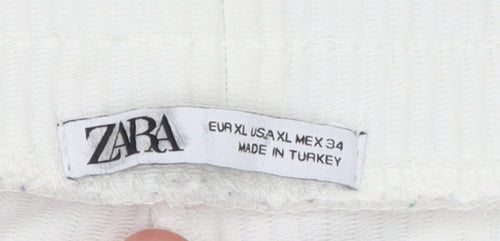 ZARA
EUR XL USA XL MEX 34
MADE IN TURKEY